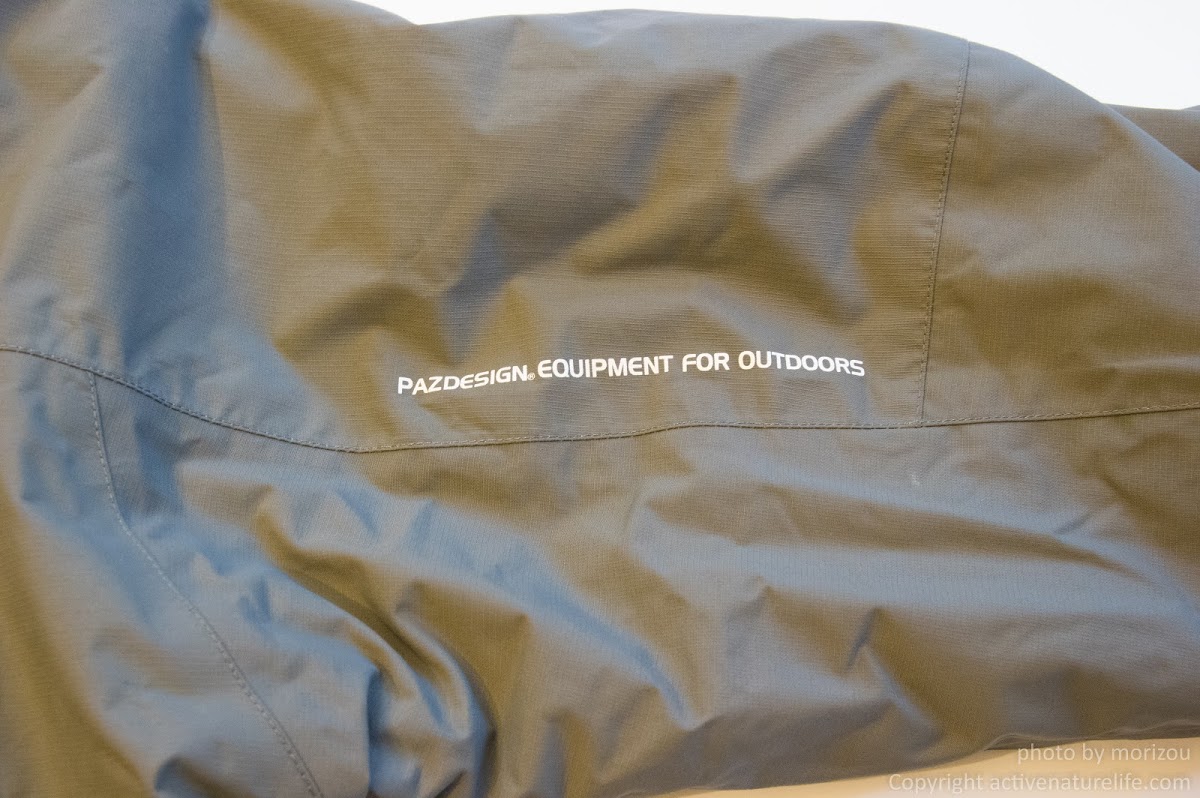 PAZDESIGN® EQUIPMENT FOR OUTDOORS
photo by morizou
Copyright activenaturelife.com